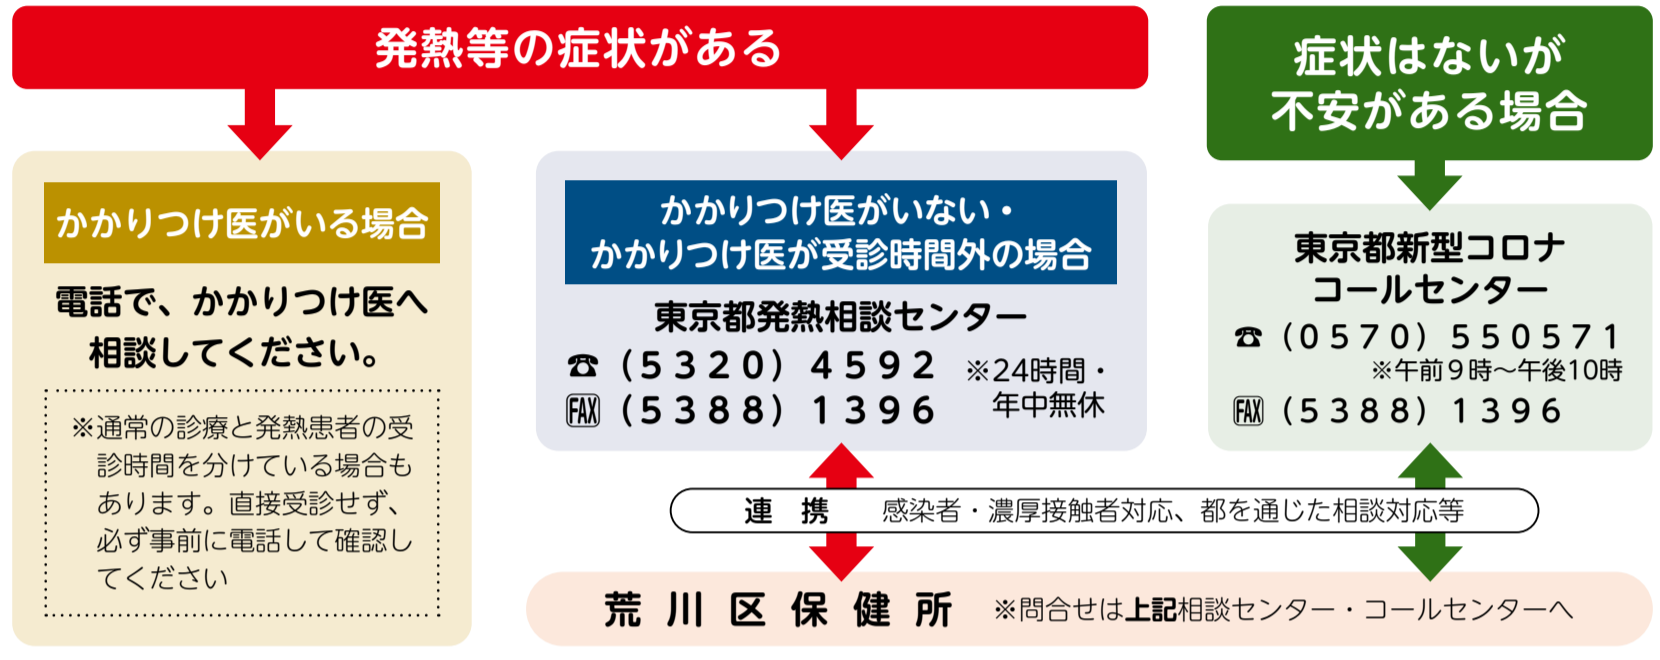 発熱等の症状がある
かかりつけ医がいる場合
電話で、かかりつけ医へ
相談してください。
※通常の診療と発熱患者の受
診時間を分けている場合も
あります。直接受診せず、
必ず事前に電話して確認し
てください
かかりつけ医がいない・
かかりつけ医が受診時間外の場合
東京都発熱相談センター
☎（5320）4592
FAX（5388）1396
※24時間・
年中無休
症状はないが
不安がある場合
東京都新型コロナ
コールセンター
☎（0570）550571
※午前9時～午後10時
FAX（5388）1396
連携　感染者・濃厚接触者対応、都を通じた相談対応等
荒川区保健所　※問合せは上記相談センター・コールセンターへ